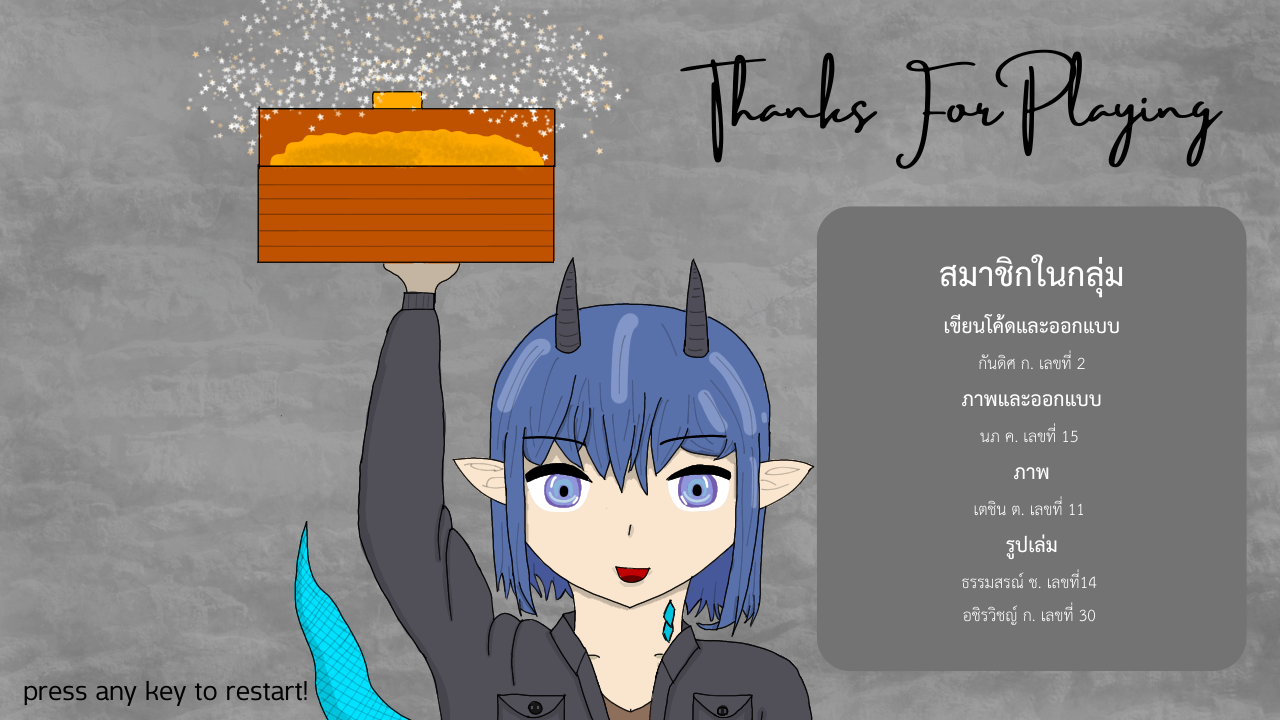 Thanks For Playing
สมาชิกในกลุ่ม
เขียนโค้ดและออกแบบ
กันดิศ ก. เลขที่ 2
ภาพและออกแบบ
นภ ค. เลขที่ 15
ภาพ
เตชิน ต. เลขที่ 11
รูปเล่ม
ธรรมสรณ์ ช. เลขที่14
อชิรวิชญ์ ก. เลขที่ 30
press any key to restart!